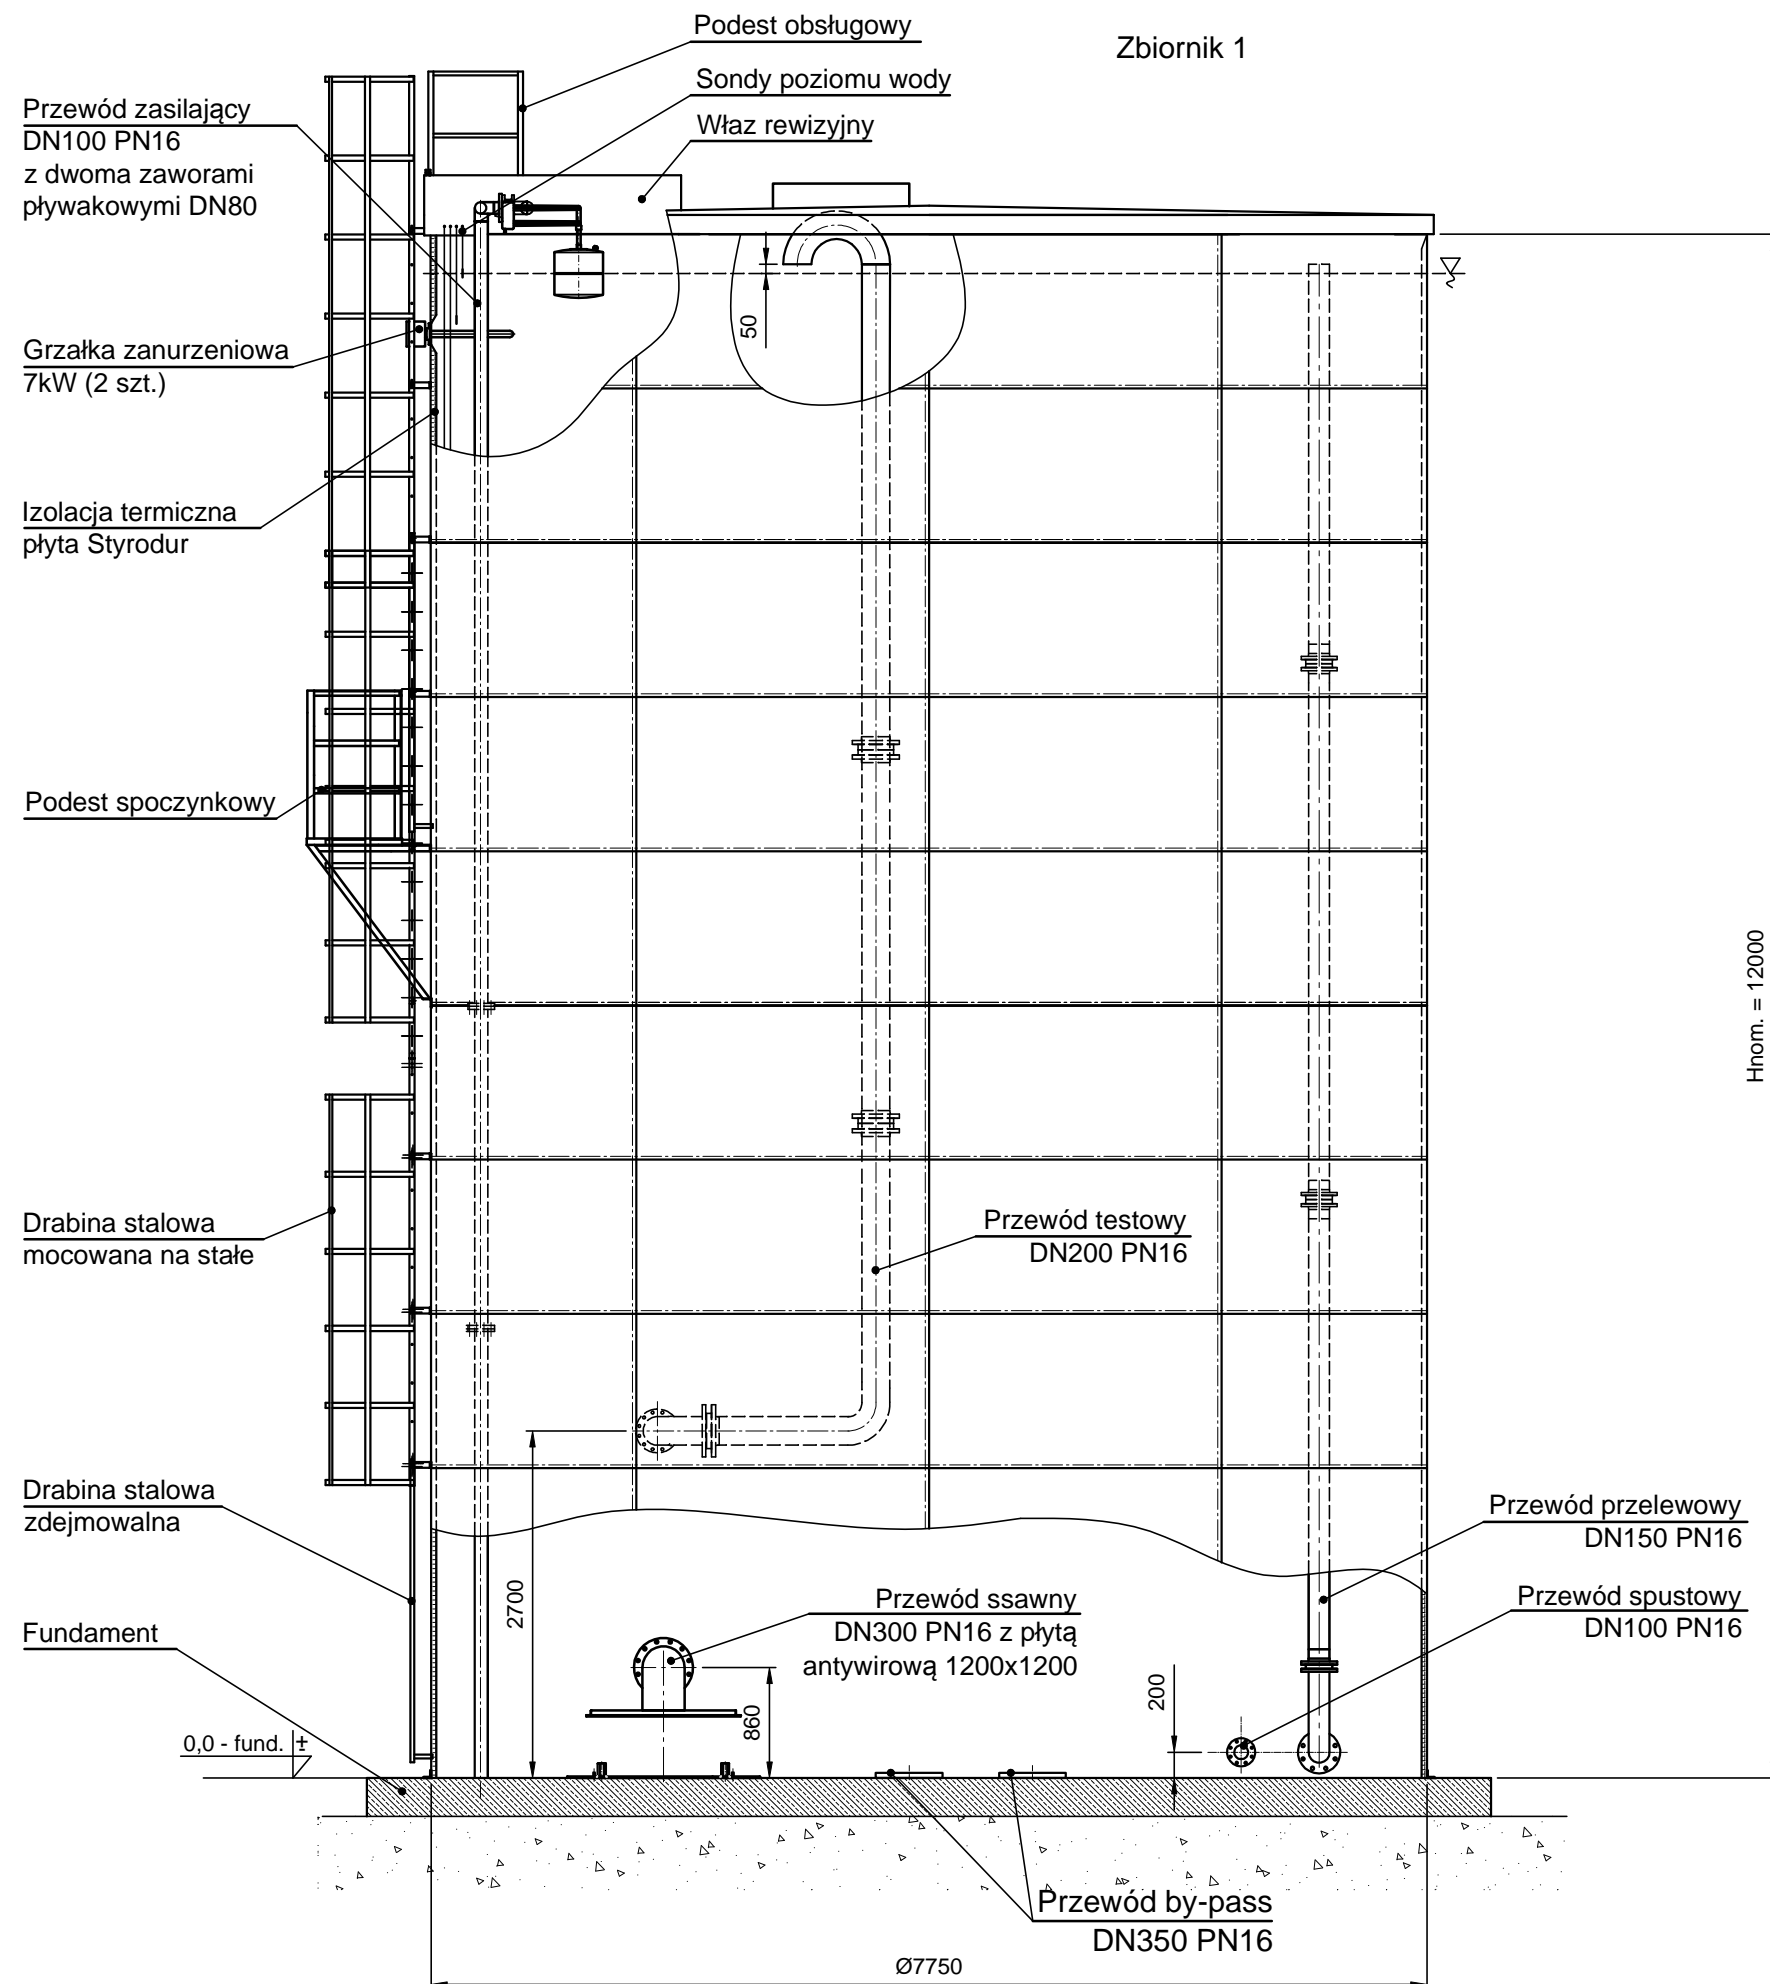 Podest obsługowy
Zbiornik 1
Sondy poziomu wody
Przewód zasilający
DN100 PN16
z dwoma zaworami
pływakowymi DN80
Właz rewizyjny
50
Grzałka zanurzeniowa
7kW (2 szt.)
Izolacja termiczna
płyta Styrodur
Podest spoczynkowy
Hnom. = 12000
Drabina stalowa
mocowana na stałe
Przewód testowy
DN200 PN16
Drabina stalowa
zdejmowalna
Przewód przelewowy
DN150 PN16
2700
Przewód ssawny
DN300 PN16 z płytą
antywirową 1200x1200
Przewód spustowy
DN100 PN16
Fundament
860
200
0,0 - fund. ±
Przewód by-pass
DN350 PN16
Ø7750